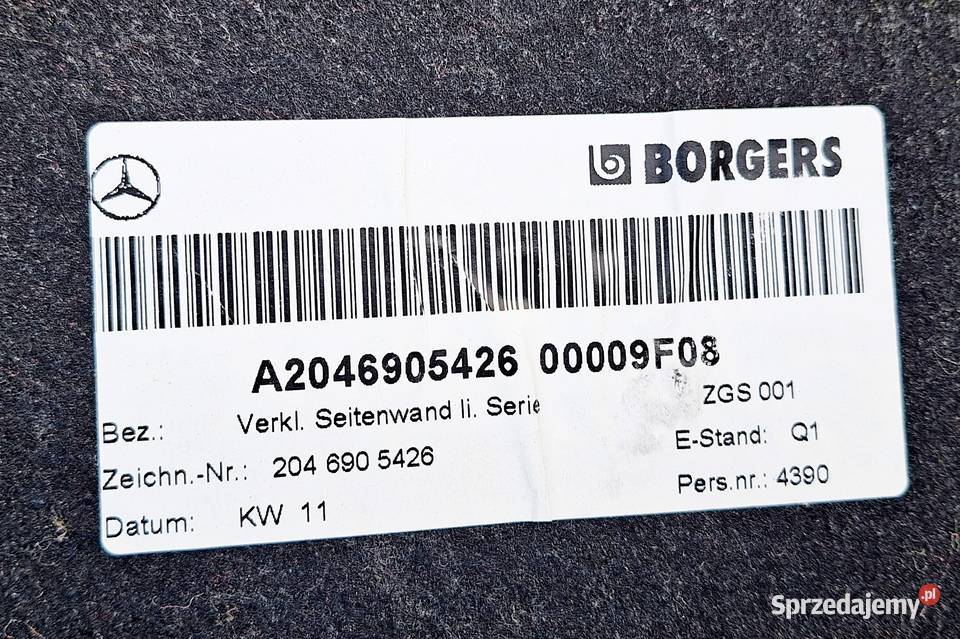 BORGERS
A2046905426 00009F08
Bez.: Verkl. Seitenwand li. Serie ZGS 001
Zeichn.-Nr.: 204 690 5426 E-Stand: Q1
Datum: KW 11 Pers.nr.: 4390
Sprzedajemy.pl